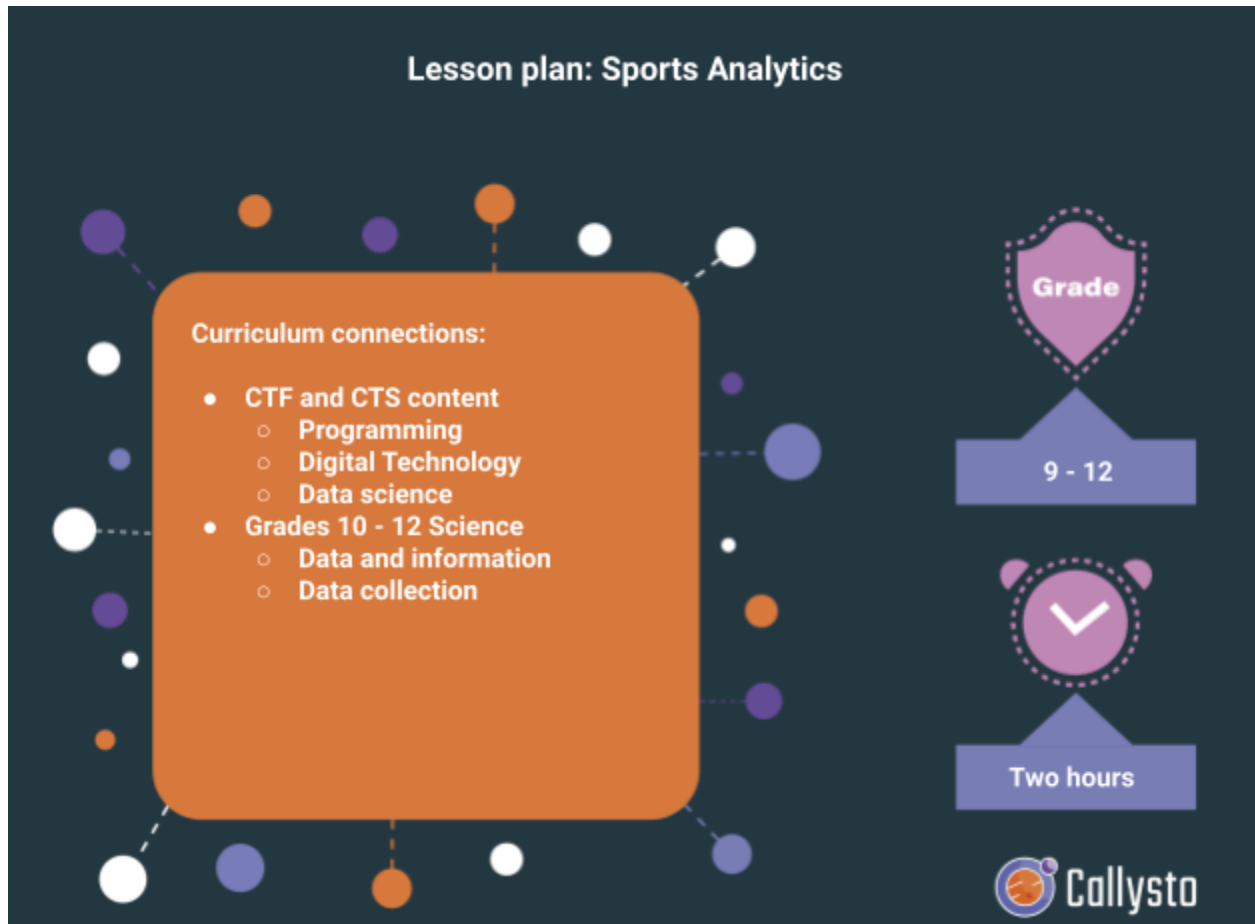 Lesson plan: Sports Analytics
Curriculum connections:
● CTF and CTS content
○ Programming
○ Digital Technology
○ Data science
● Grades 10 - 12 Science
○ Data and information
○ Data collection
Grade
9 - 12
Two hours
Callysto